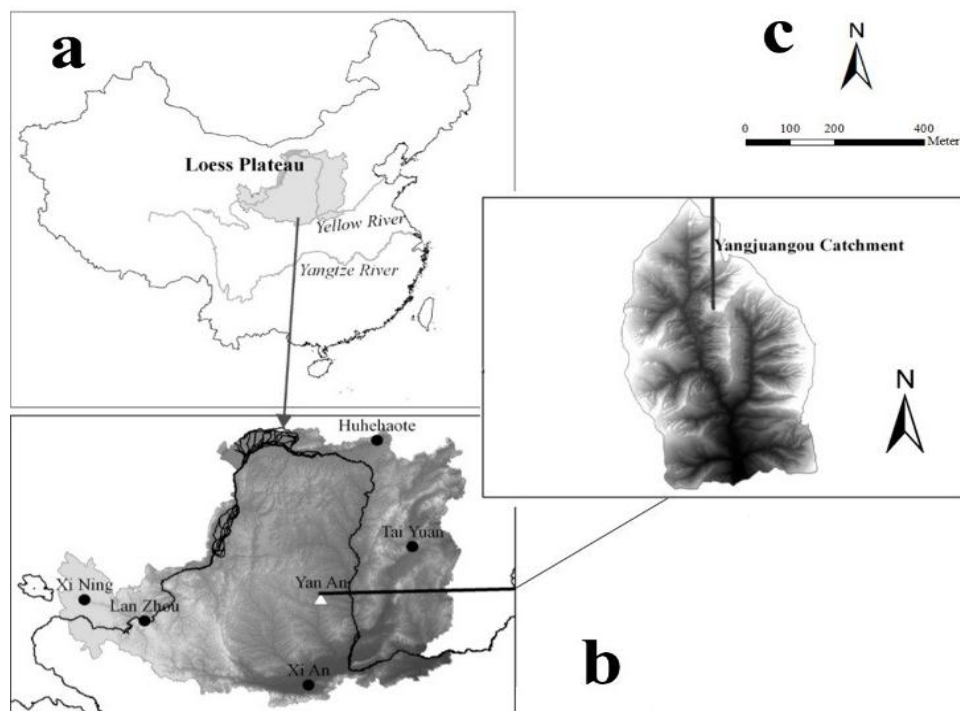 a
Loess Plateau
Yellow River
Yangtze River
c
N
0 100 200 400
Meter
Yangjuangou Catchment
N
Huhehaote
Tai Yuan
Yan An
Xi Ning
Lan Zhou
Xi An
b